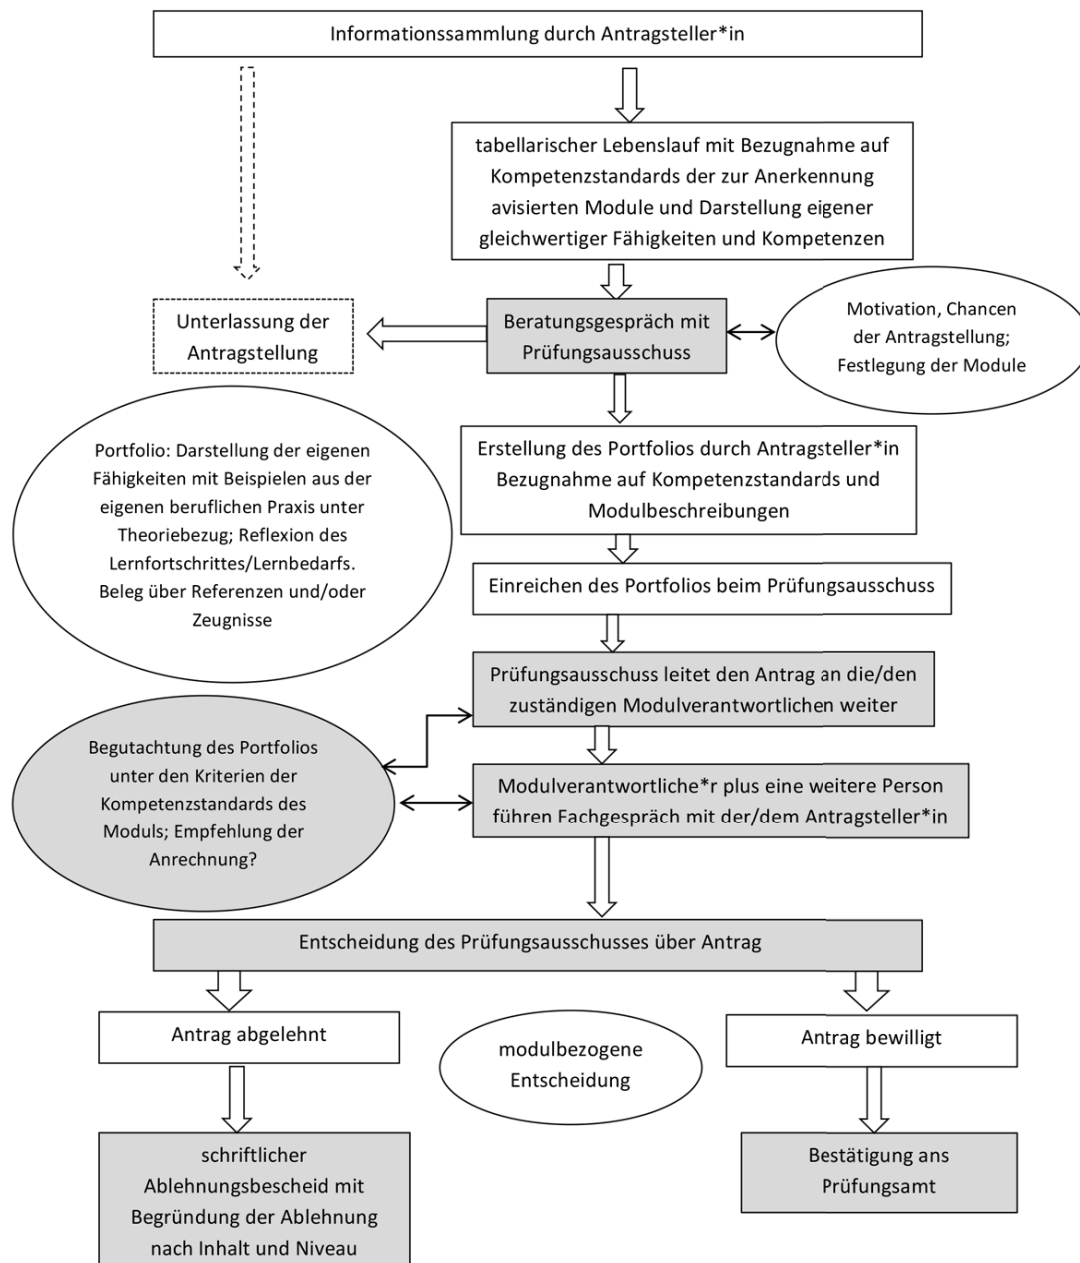 Informationssammlung durch Antragsteller*in
tabellarischer Lebenslauf mit Bezugnahme auf
Kompetenzstandards der zur Anerkennung
avisierten Module und Darstellung eigener
gleichwertiger Fähigkeiten und Kompetenzen
Unterlassung der
Antragstellung
Beratungsgespräch mit
Prüfungsausschuss
Motivation, Chancen
der Antragstellung;
Festlegung der Module
Portfolio: Darstellung der eigenen
Fähigkeiten mit Beispielen aus der
eigenen beruflichen Praxis unter
Theoriebezug; Reflexion des
Lernfortschrittes/Lernbedarfs.
Beleg über Referenzen und/oder
Zeugnisse
Erstellung des Portfolios durch Antragsteller*in
Bezugnahme auf Kompetenzstandards und
Modulbeschreibungen
Einreichen des Portfolios beim Prüfungsausschuss
Prüfungsausschuss leitet den Antrag an die/den
zuständigen Modulverantwortlichen weiter
Begutachtung des Portfolios
unter den Kriterien der
Kompetenzstandards des
Moduls; Empfehlung der
Anrechnung?
Modulverantwortliche*r plus eine weitere Person
führen Fachgespräch mit der/dem Antragsteller*in
Entscheidung des Prüfungsausschusses über Antrag
Antrag abgelehnt
modulbezogene
Entscheidung
Antrag bewilligt
schriftlicher
Ablehnungsbescheid mit
Begründung der Ablehnung
nach Inhalt und Niveau
Bestätigung ans
Prüfungsamt